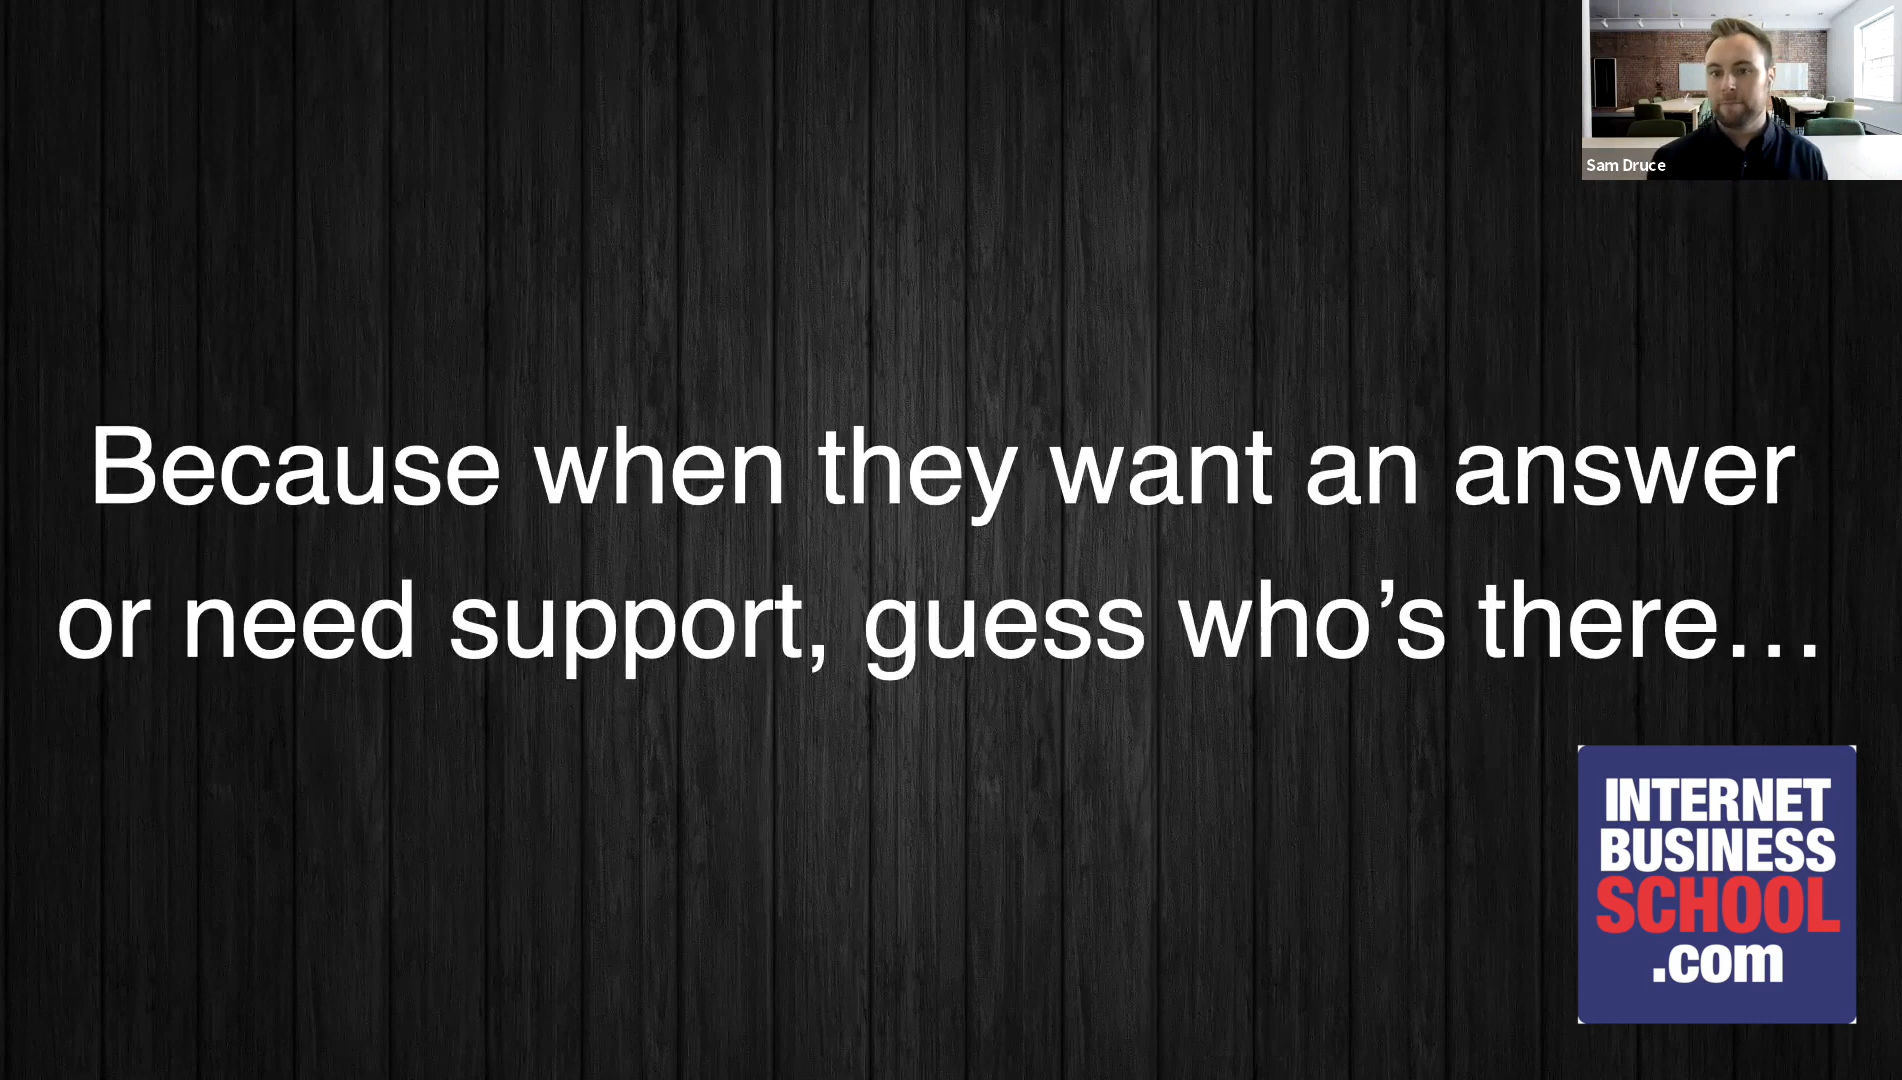 Sam Druce
Because when they want an answer
or need support, guess who’s there…
INTERNET
BUSINESS
SCHOOL
.com